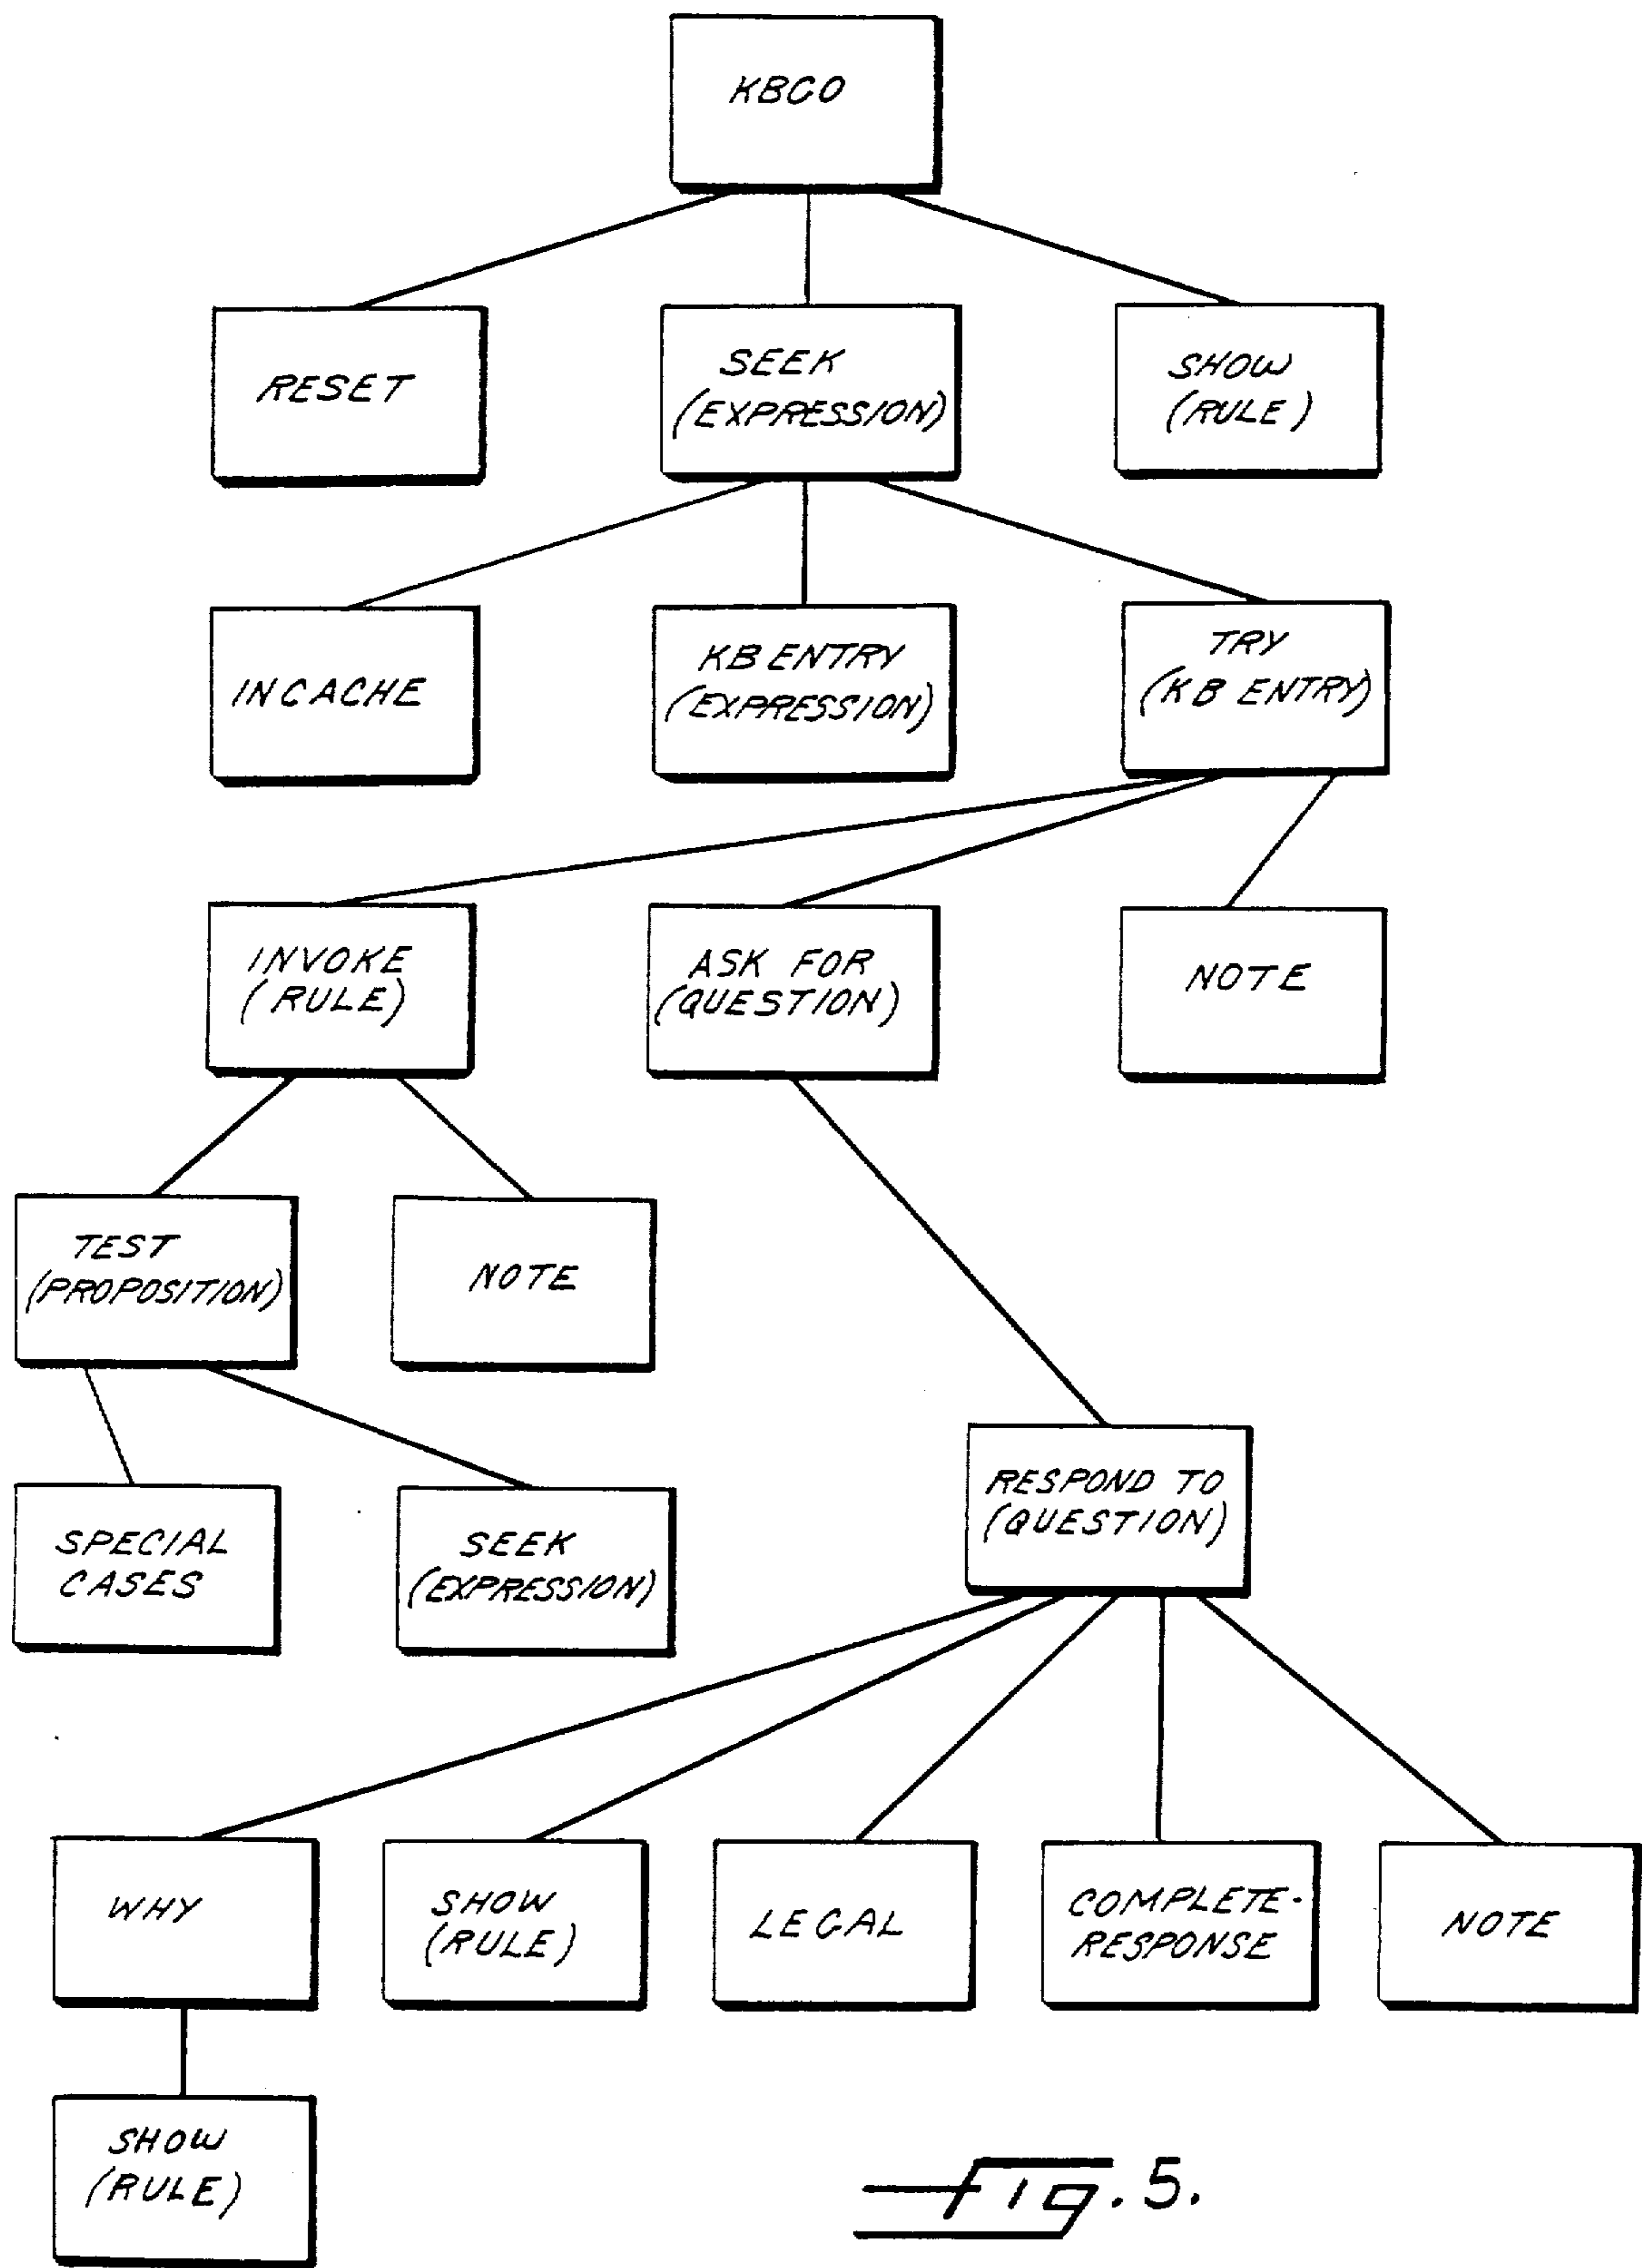 KBGO
RESET
SEEK
(EXPRESSION)
SHOW
(RULE)
INCACHE
KB ENTRY
(EXPRESSION)
TRY
(KB ENTRY)
INVOKE
(RULE)
ASK FOR
(QUESTION)
NOTE
TEST
(PROPOSITION)
NOTE
SPECIAL
CASES
SEEK
(EXPRESSION)
RESPOND TO
(QUESTION)
WHY
SHOW
(RULE)
LEGAL
COMPLETE-
RESPONSE
NOTE
SHOW
(RULE)
Fig. 5.